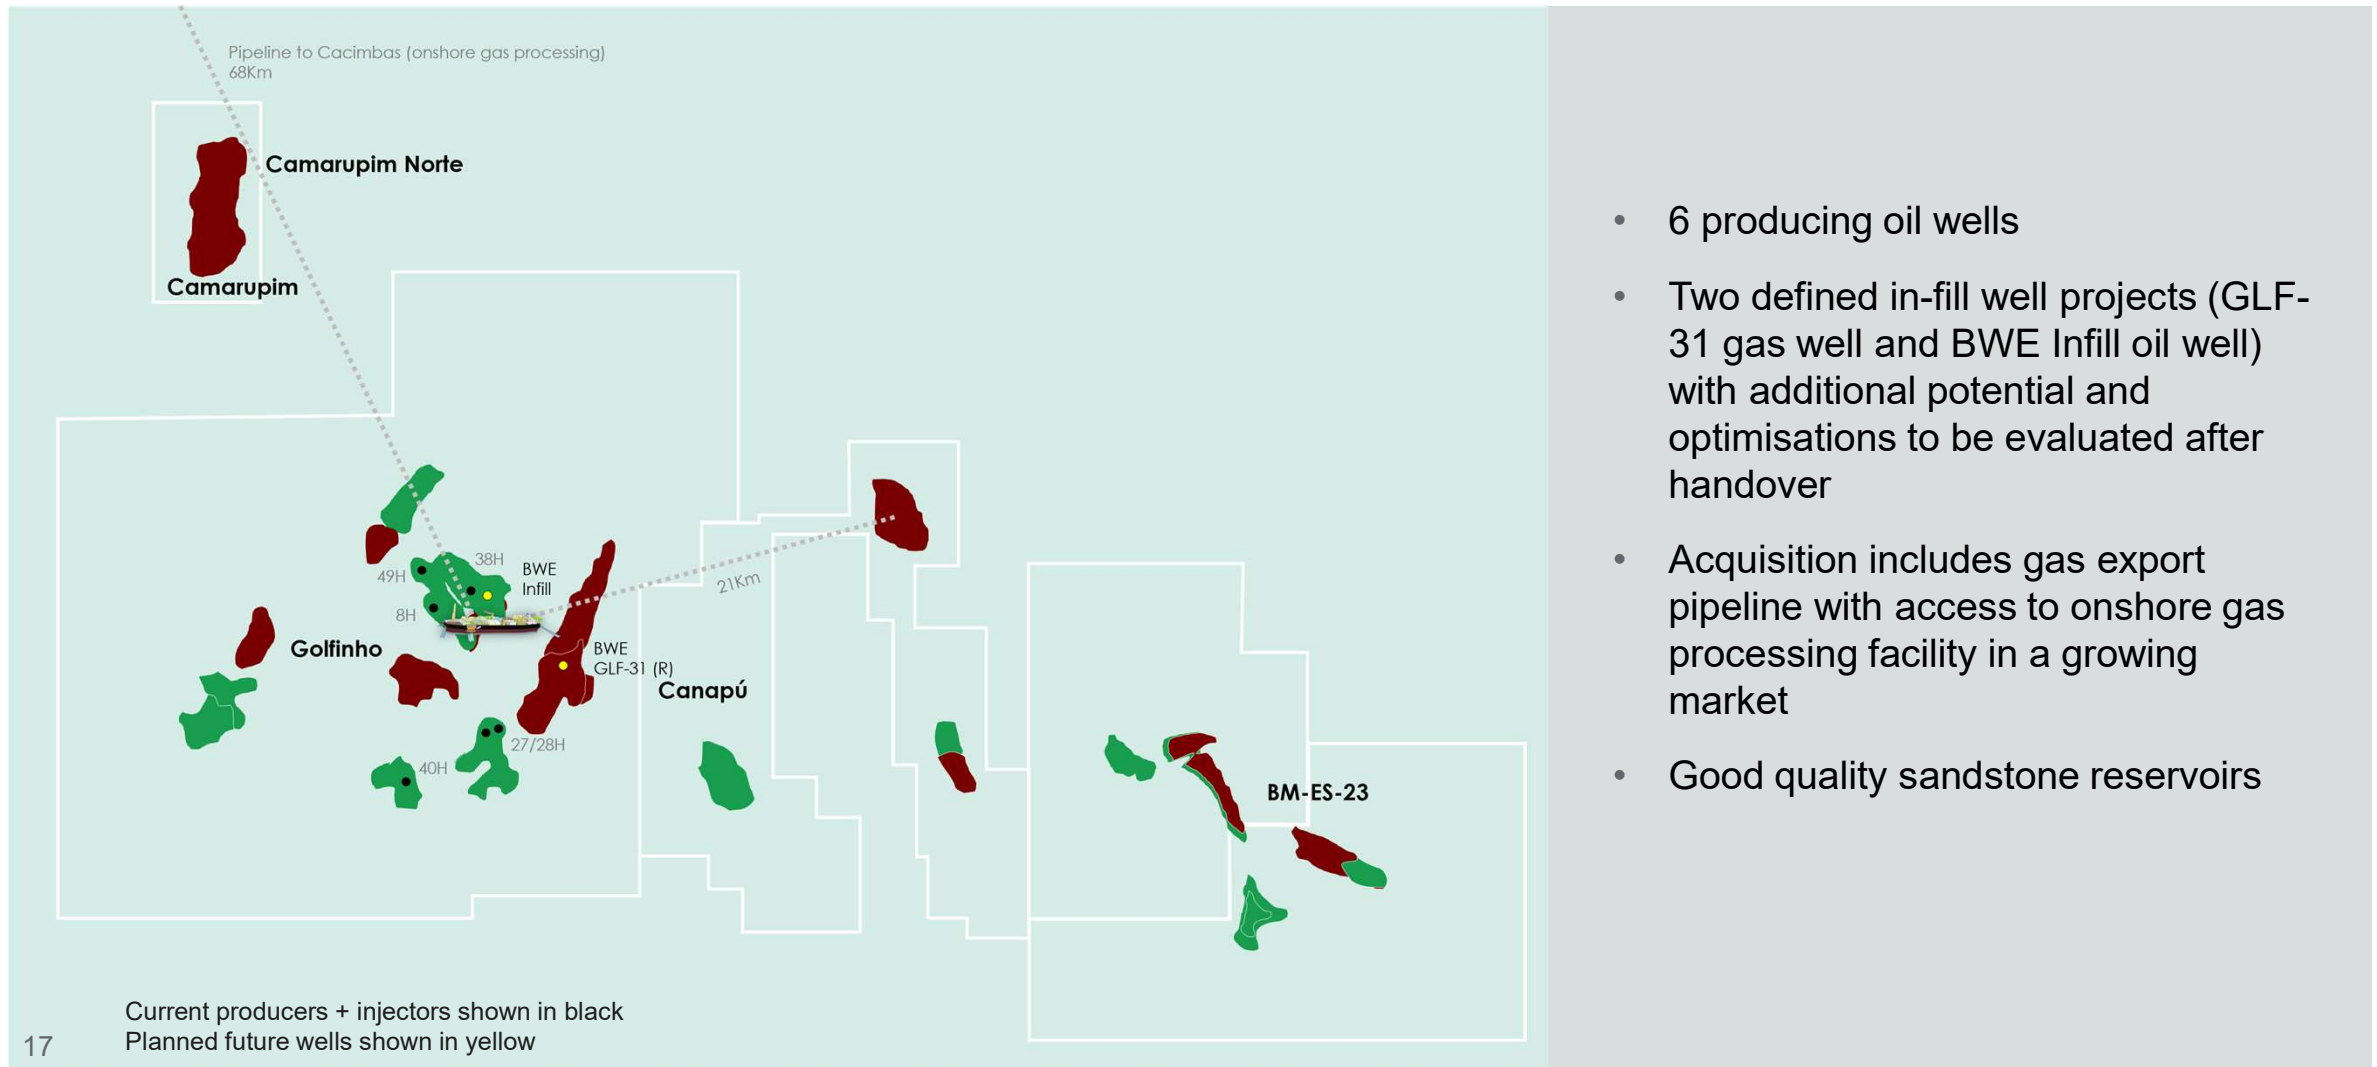 Pipeline to Cacimbas (onshore gas processing)
68Km
Camarupim Norte
Camarupim
38H
49H
BWE
Infill
8H
21Km
Golfinho
BWE
GLF-31 (R)
Canapú
27/28H
40H
BM-ES-23
Current producers + injectors shown in black
Planned future wells shown in yellow
17
• 6 producing oil wells
• Two defined in-fill well projects (GLF-
31 gas well and BWE Infill oil well)
with additional potential and
optimisations to be evaluated after
handover
• Acquisition includes gas export
pipeline with access to onshore gas
processing facility in a growing
market
• Good quality sandstone reservoirs